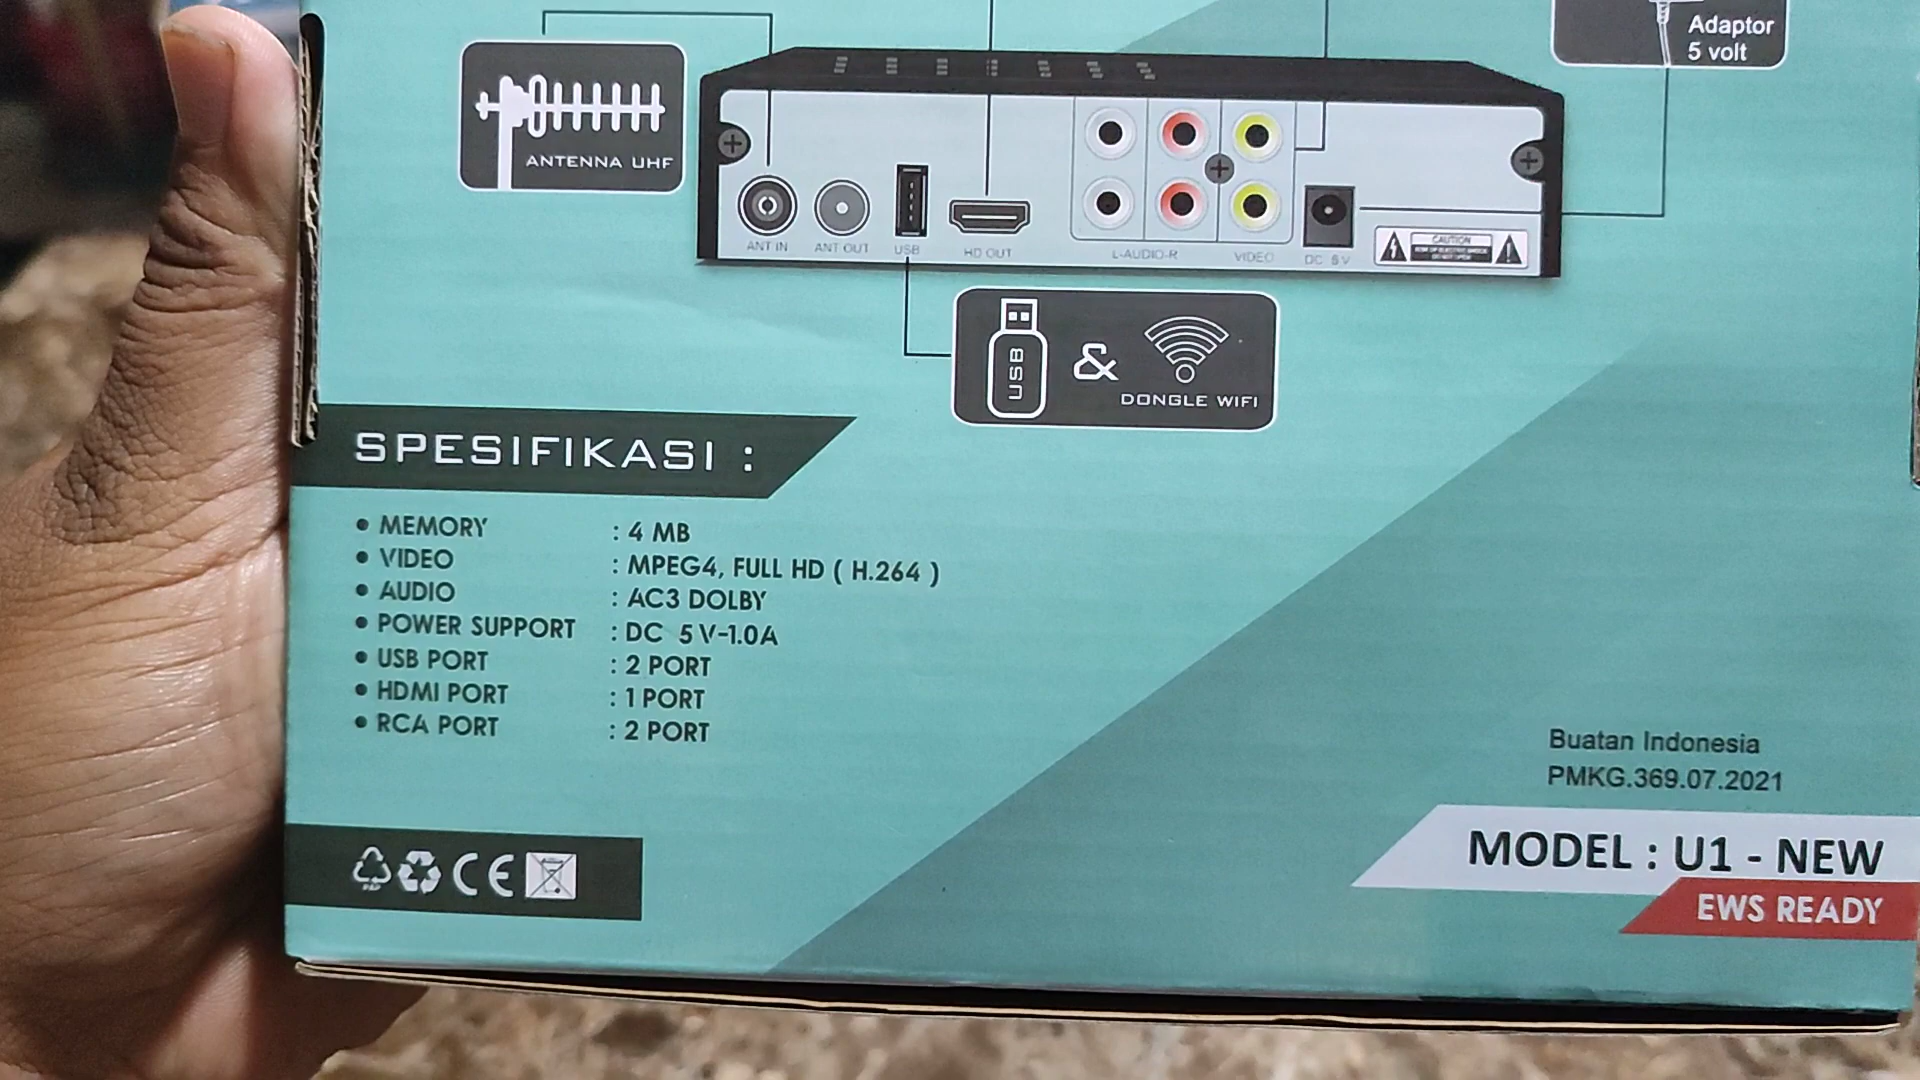 Adaptor
5 volt
ANTENNA UHF
ANT IN
ANT OUT
USB
HD OUT
L-AUDIO-R
VIDEO
DC 5V
CAUTION
USB
&
DONGLE WIFI
SPESIFIKASI :
• MEMORY : 4 MB
• VIDEO : MPEG4, FULL HD ( H.264 )
• AUDIO : AC3 DOLBY
• POWER SUPPORT : DC 5 V-1.0A
• USB PORT : 2 PORT
• HDMI PORT : 1 PORT
• RCA PORT : 2 PORT
Buatan Indonesia
PMKG.369.07.2021
MODEL : U1 - NEW
EWS READY
PAP
CE